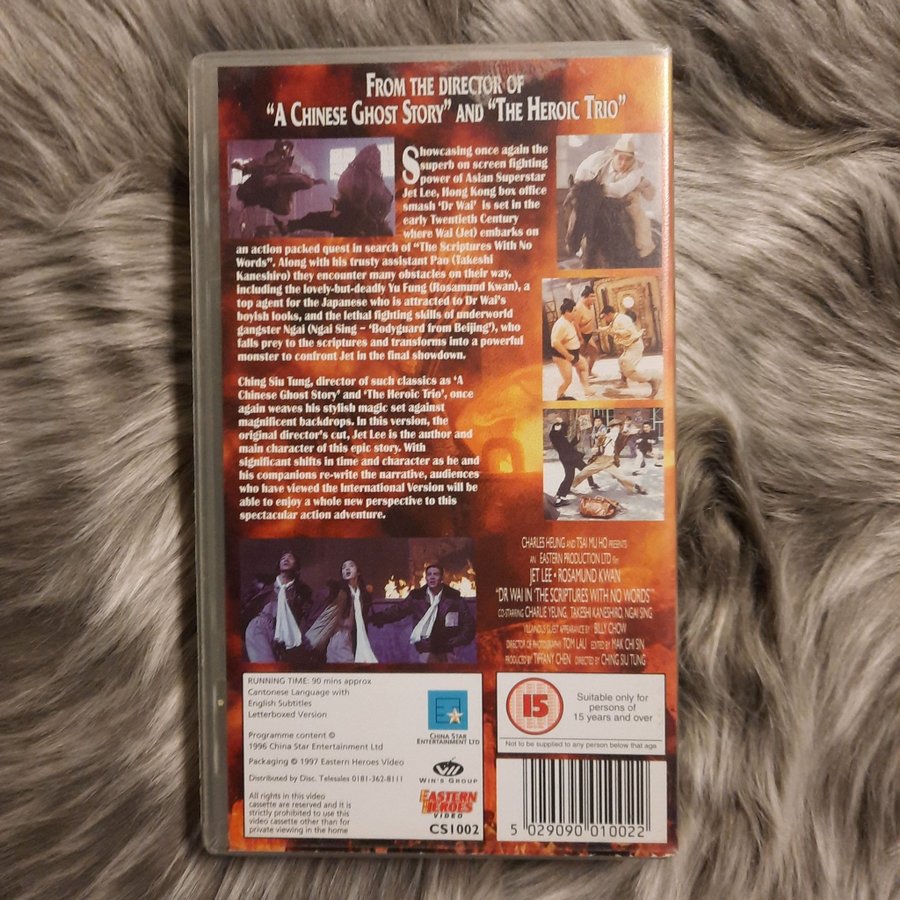 FROM THE DIRECTOR OF
"A CHINESE GHOST STORY" AND "THE HEROIC TRIO"
Showcasing once again the
superb on screen fighting
power of Asian Superstar
Jet Lee, Hong Kong box office
smash 'Dr Wai' is set in the
early Twentieth Century
where Wai (Jet) embarks on
an action packed quest in search of "The Scriptures With No
Words". Along with his trusty assistant Pao (Takeshi
Kaneshiro) they encounter many obstacles on their way,
including the lovely-but-deadly Yu Fung (Rosamund Kwan), a
top agent for the Japanese who is attracted to Dr Wai's
boyish looks, and the lethal fighting skills of underworld
gangster Ngai (Ngai Sing – 'Bodyguard from Beijing'), who
falls prey to the scriptures and transforms into a powerful
monster to confront Jet in the final showdown.
Ching Siu Tung, director of such classics as 'A
Chinese Ghost Story' and 'The Heroic Trio', once
again weaves his stylish magic set against
magnificent backdrops. In this version, the
original director's cut, Jet Lee is the author and
main character of this epic story. With
significant shifts in time and character as he and
his companions re-write the narrative, audiences
who have viewed the International Version will be
able to enjoy a whole new perspective to this
spectacular action adventure.
CHARLES HEUNG AND TSAI MU HO PRESENTS
AN EASTERN PRODUCTION LTD film
JET LEE • ROSAMUND KWAN
"DR WAI IN 'THE SCRIPTURES WITH NO WORDS"
CO-STARRING CHARLIE YEUNG, TAKESHI KANESHIRO, NGAI SING
VILLAINOUS GUEST APPEARANCE BY BILLY CHOW
DIRECTOR OF PHOTOGRAPHY TOM LAU EDITED BY MAK CHI SIN
PRODUCED BY TIFFANY CHEN DIRECTED BY CHING SIU TUNG
RUNNING TIME: 90 mins approx
Cantonese Language with
English Subtitles
Letterboxed Version
Programme content ©
1996 China Star Entertainment Ltd
Packaging © 1997 Eastern Heroes Video
Distributed by Disc. Telesales 0181-362-8111
All rights in this video
cassette are reserved and it is
strictly prohibited to use this
video cassette other than for
private viewing in the home
CHINA STAR
ENTERTAINMENT LTD
WIN'S GROUP
EASTERN
HEROES
VIDEO
CS1002
15
Suitable only for
persons of
15 years and over
Not to be supplied to any person below that age
5 029090 010022